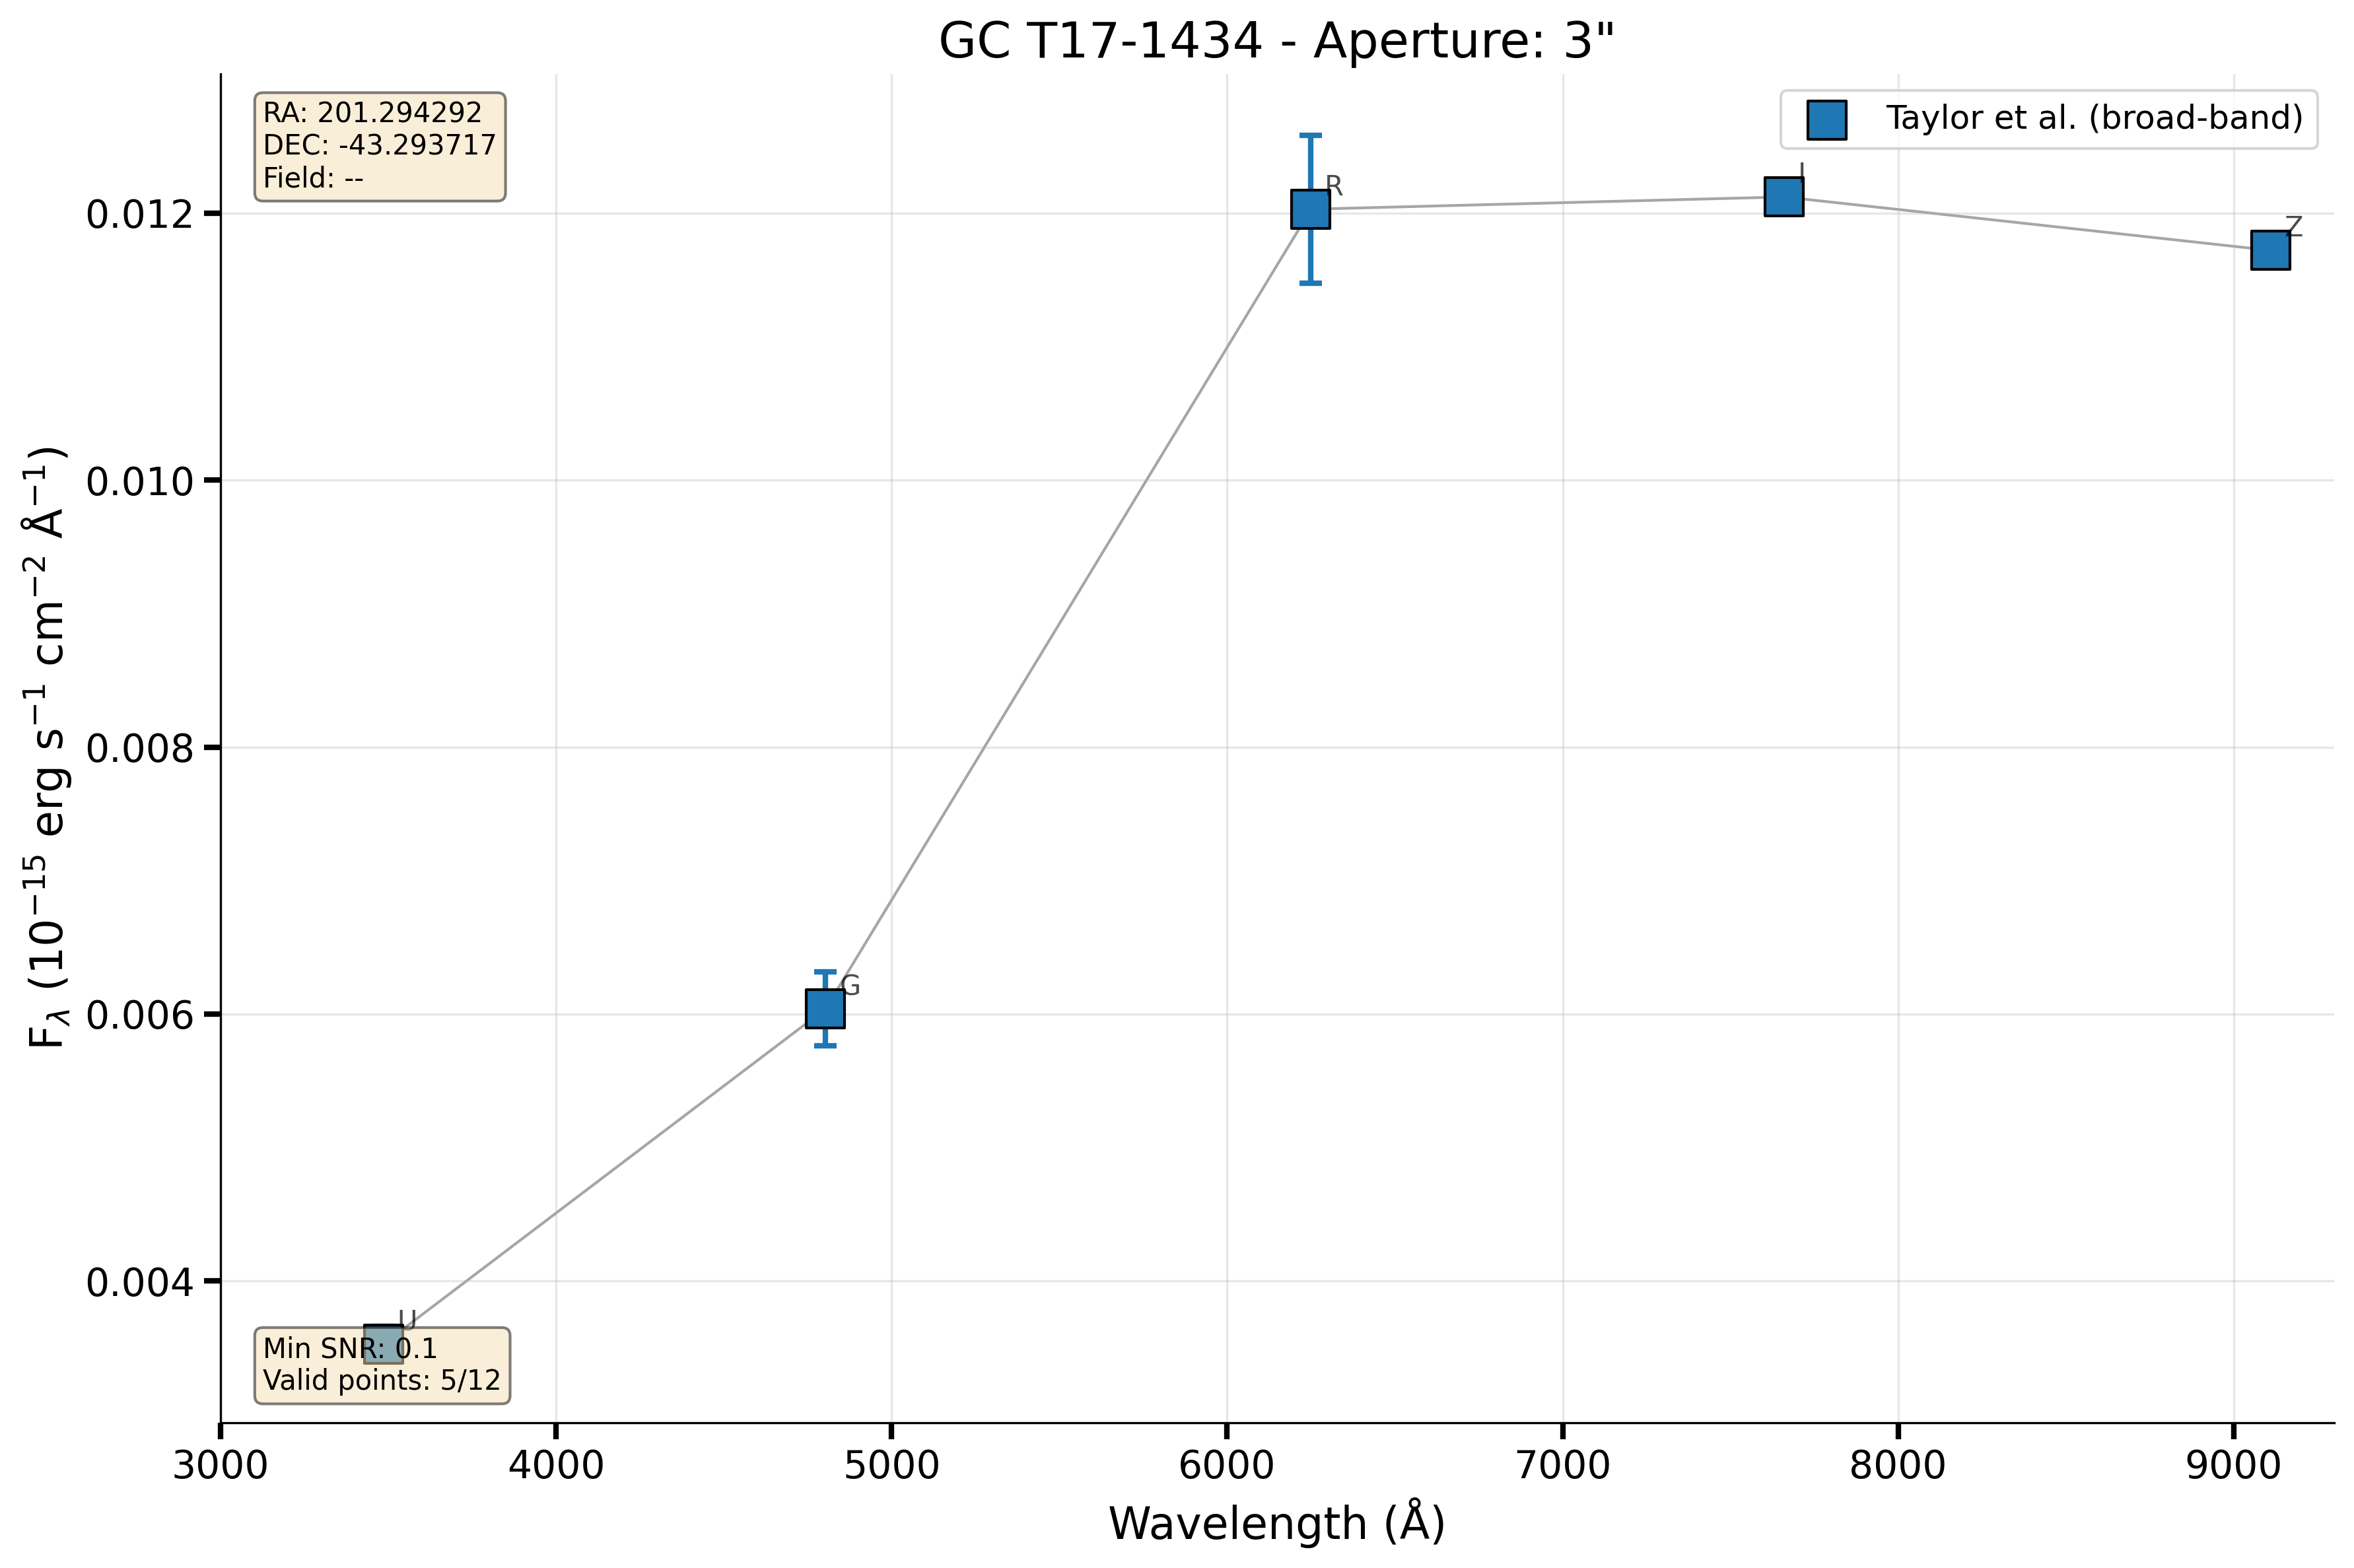 GC T17-1434 - Aperture: 3"
RA: 201.294292
DEC: -43.293717
Field: --
Taylor et al. (broad-band)
R
I
Z
G
U
0.012
0.010
0.008
0.006
0.004
F_λ (10⁻¹⁵ erg s⁻¹ cm⁻² Å⁻¹)
Min SNR: 0.1
Valid points: 5/12
3000 4000 5000 6000 7000 8000 9000
Wavelength (Å)